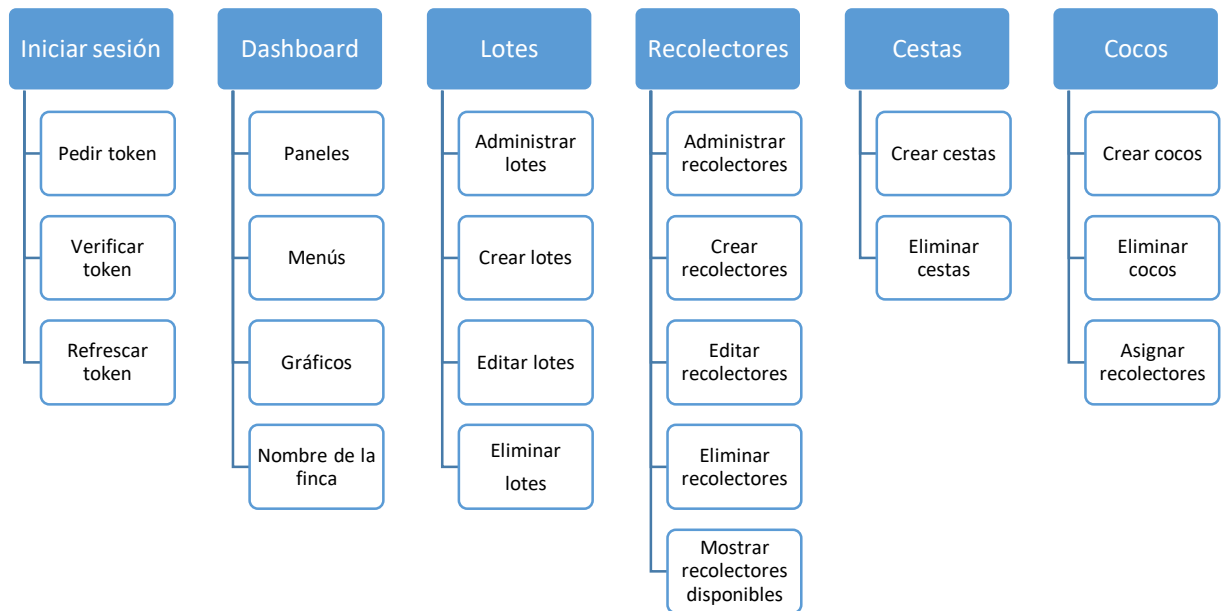 Iniciar sesión
Pedir token
Verificar
token
Refrescar
token
Dashboard
Paneles
Menús
Gráficos
Nombre de la
finca
Lotes
Administrar
lotes
Crear lotes
Editar lotes
Eliminar
lotes
Recolectores
Administrar
recolectores
Crear
recolectores
Editar
recolectores
Eliminar
recolectores
Mostrar
recolectores
disponibles
Cestas
Crear cestas
Eliminar
cestas
Cocos
Crear cocos
Eliminar
cocos
Asignar
recolectores